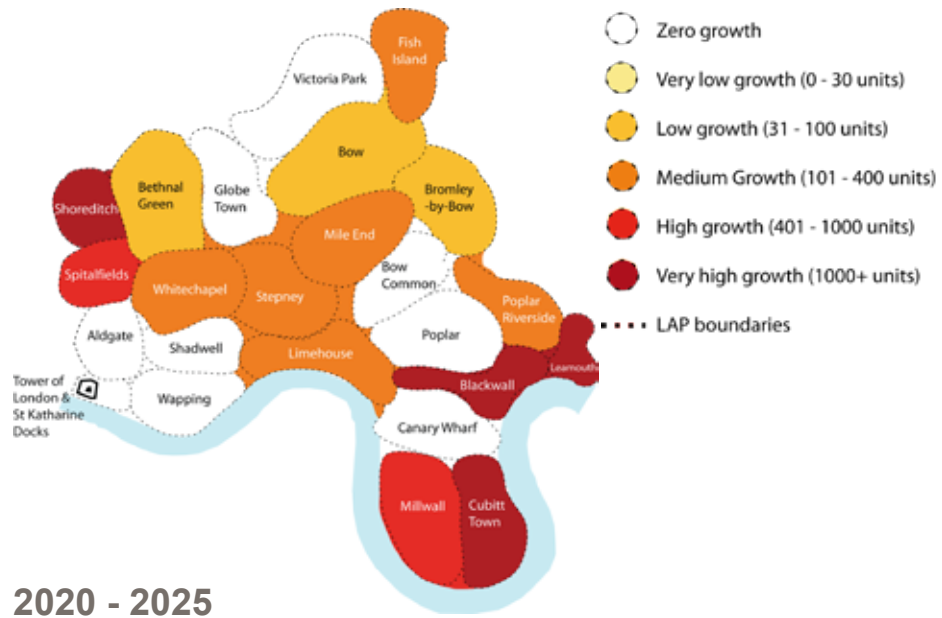 Fish
Island
Victoria Park
Bow
Bethnal
Green
Globe
Town
Bromley
-by-Bow
Shoreditch
Mile End
Spitalfields
Whitechapel
Stepney
Bow
Common
Poplar
Riverside
Aldgate
Shadwell
Limehouse
Poplar
Leamouth
Blackwall
Tower of
London &
St Katharine
Docks
Wapping
Canary Wharf
Millwall
Cubitt
Town
Zero growth
Very low growth (0 - 30 units)
Low growth (31 - 100 units)
Medium Growth (101 - 400 units)
High growth (401 - 1000 units)
Very high growth (1000+ units)
LAP boundaries
2020 - 2025